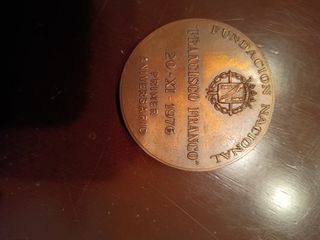 FUNDACION NACIONAL
"FRANCISCO FRANCO"
20-XI-1976
PRIMER
ANIVERSARIO